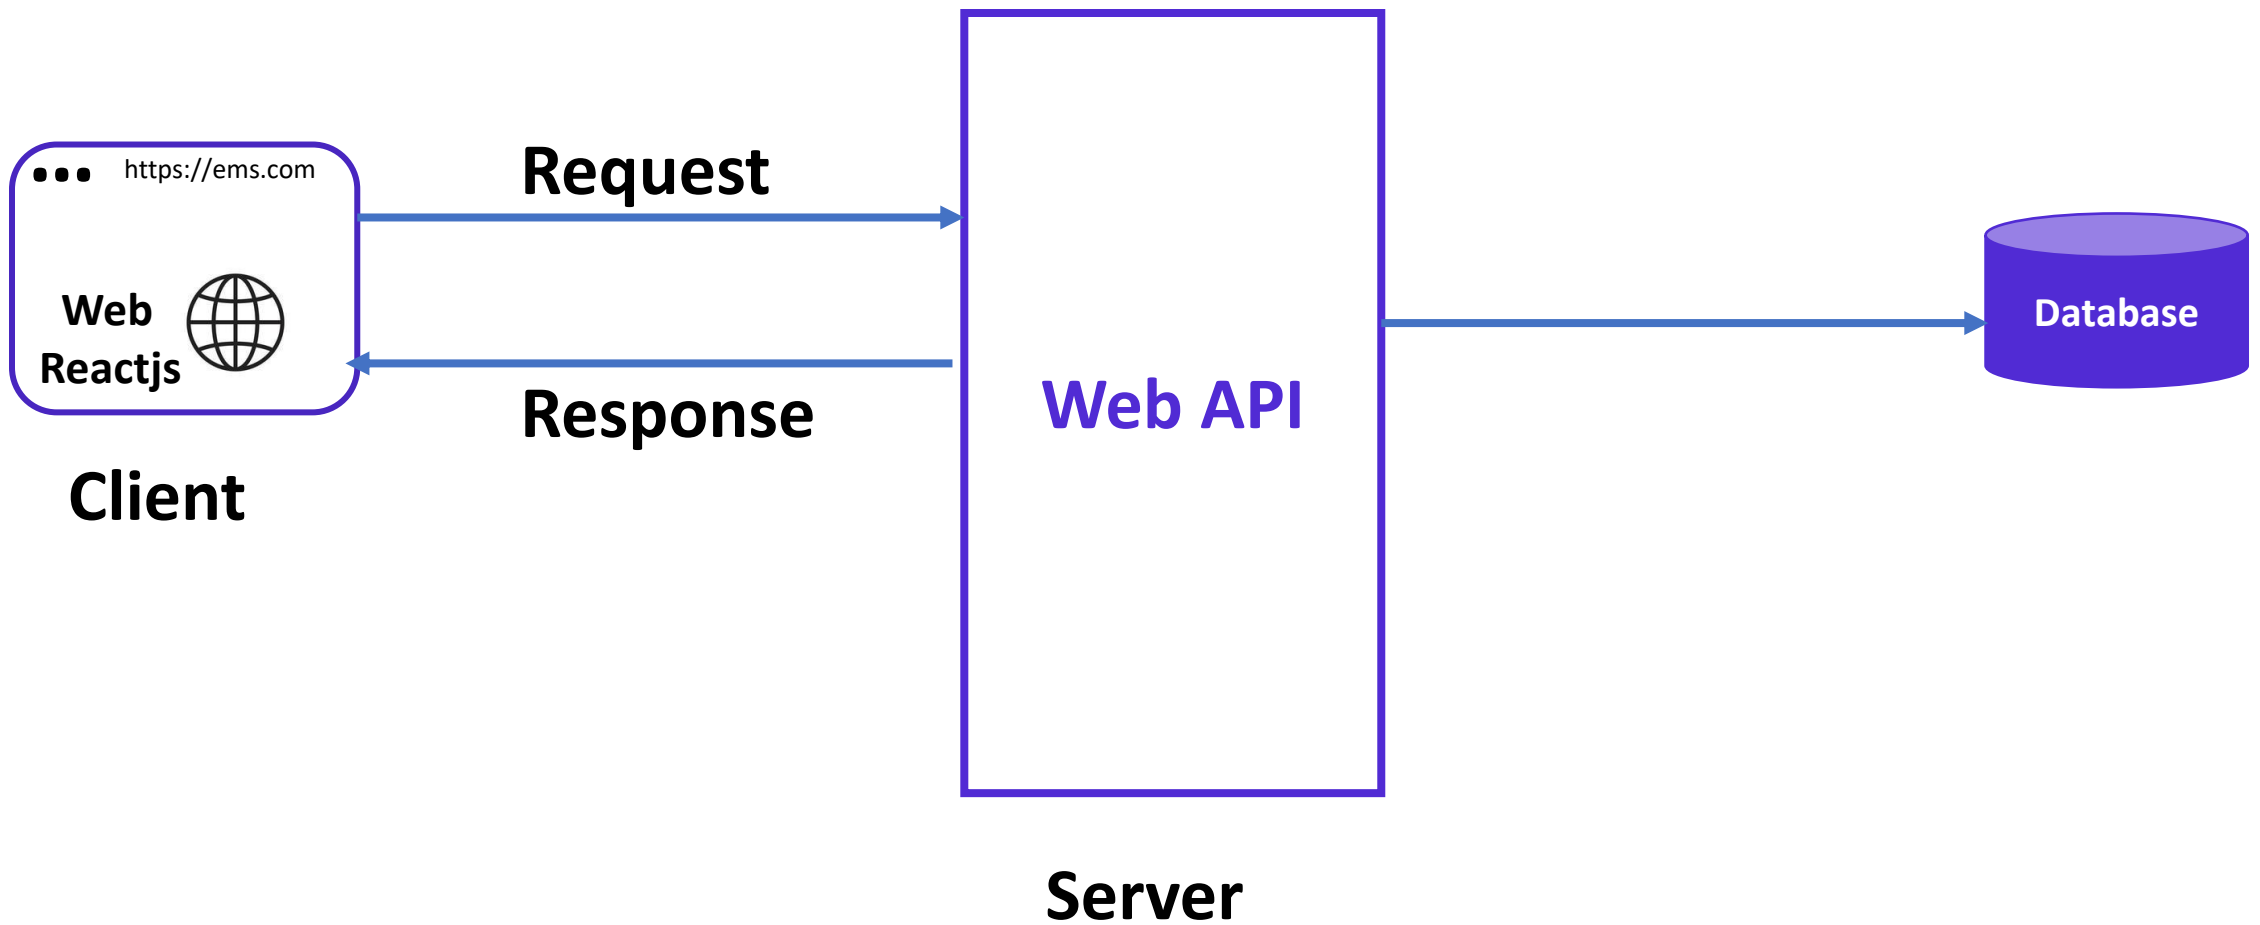 https://ems.com
Web
Reactjs
Client
Request
Response
Web API
Server
Database